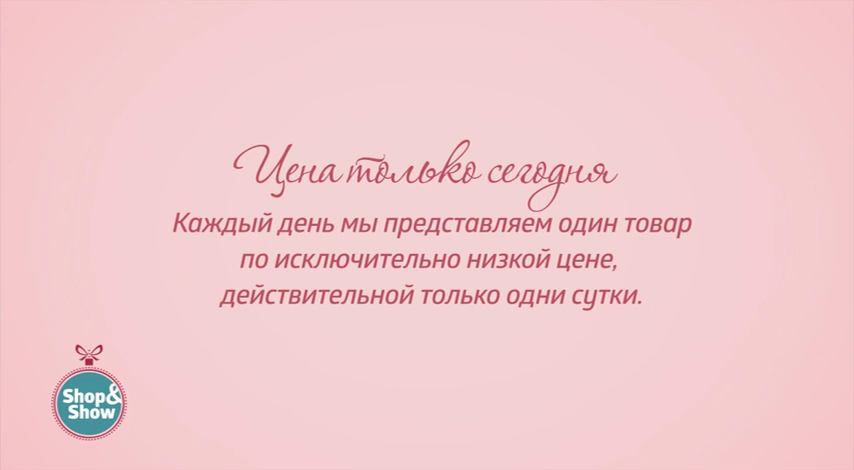 Цена только сегодня
Каждый день мы представляем один товар
по исключительно низкой цене,
действительной только одни сутки.
Shop&
Show